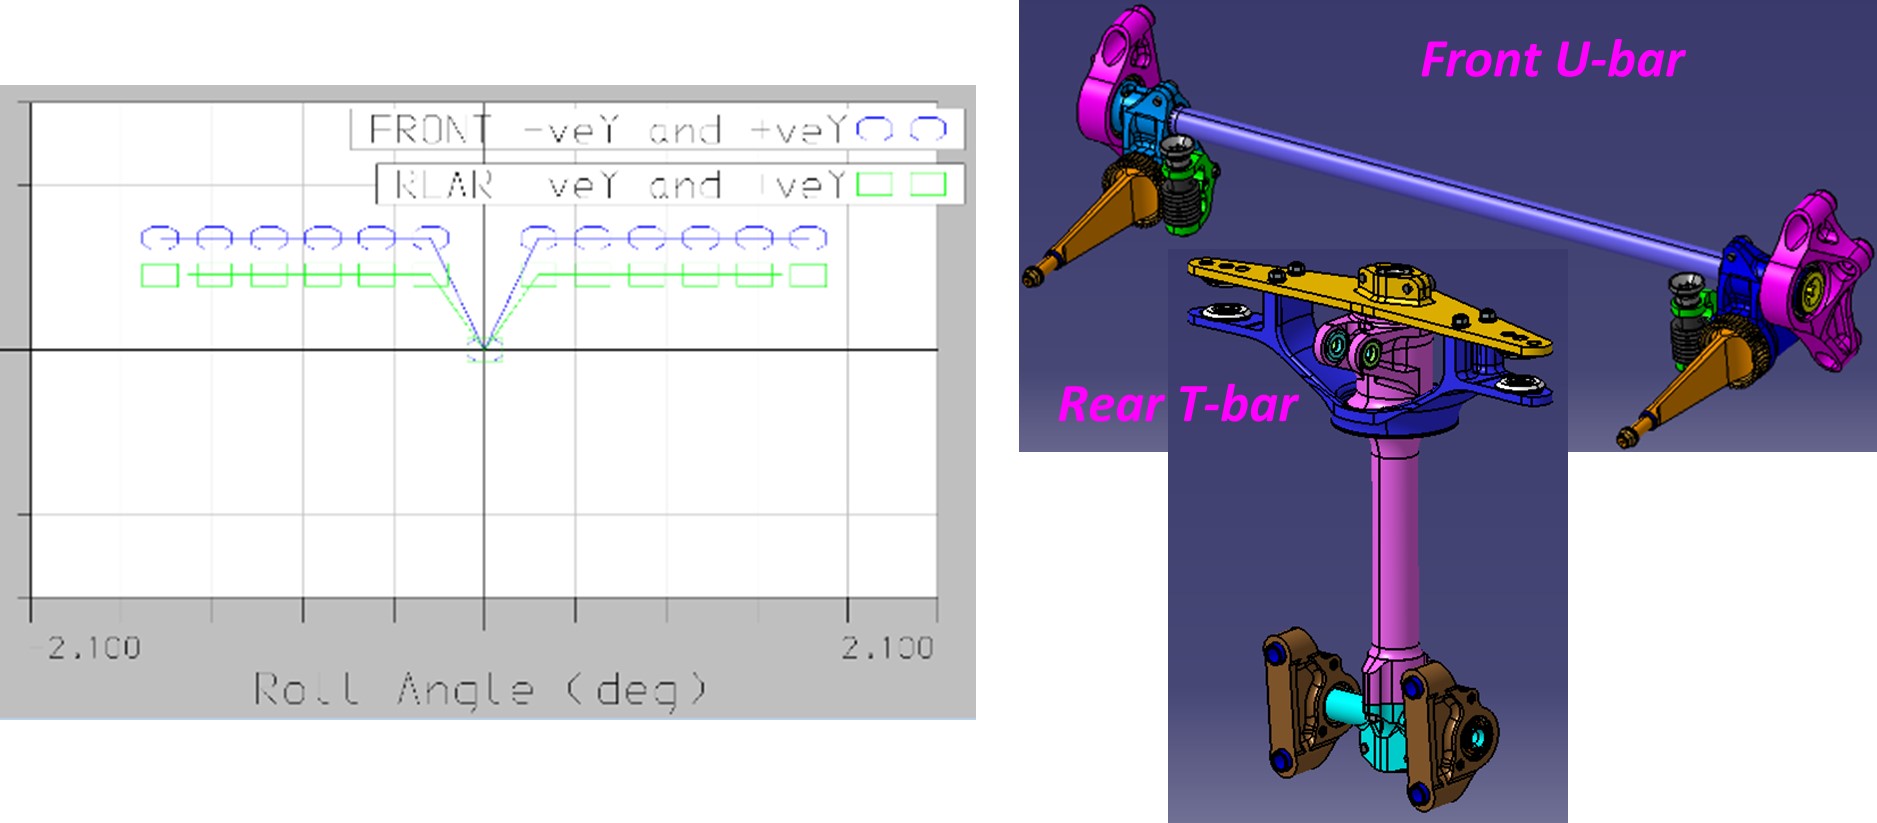 FRONT -veY and +veY
REAR -veY and +veY
-2.100
2.100
Roll Angle (deg)
Front U-bar
Rear T-bar